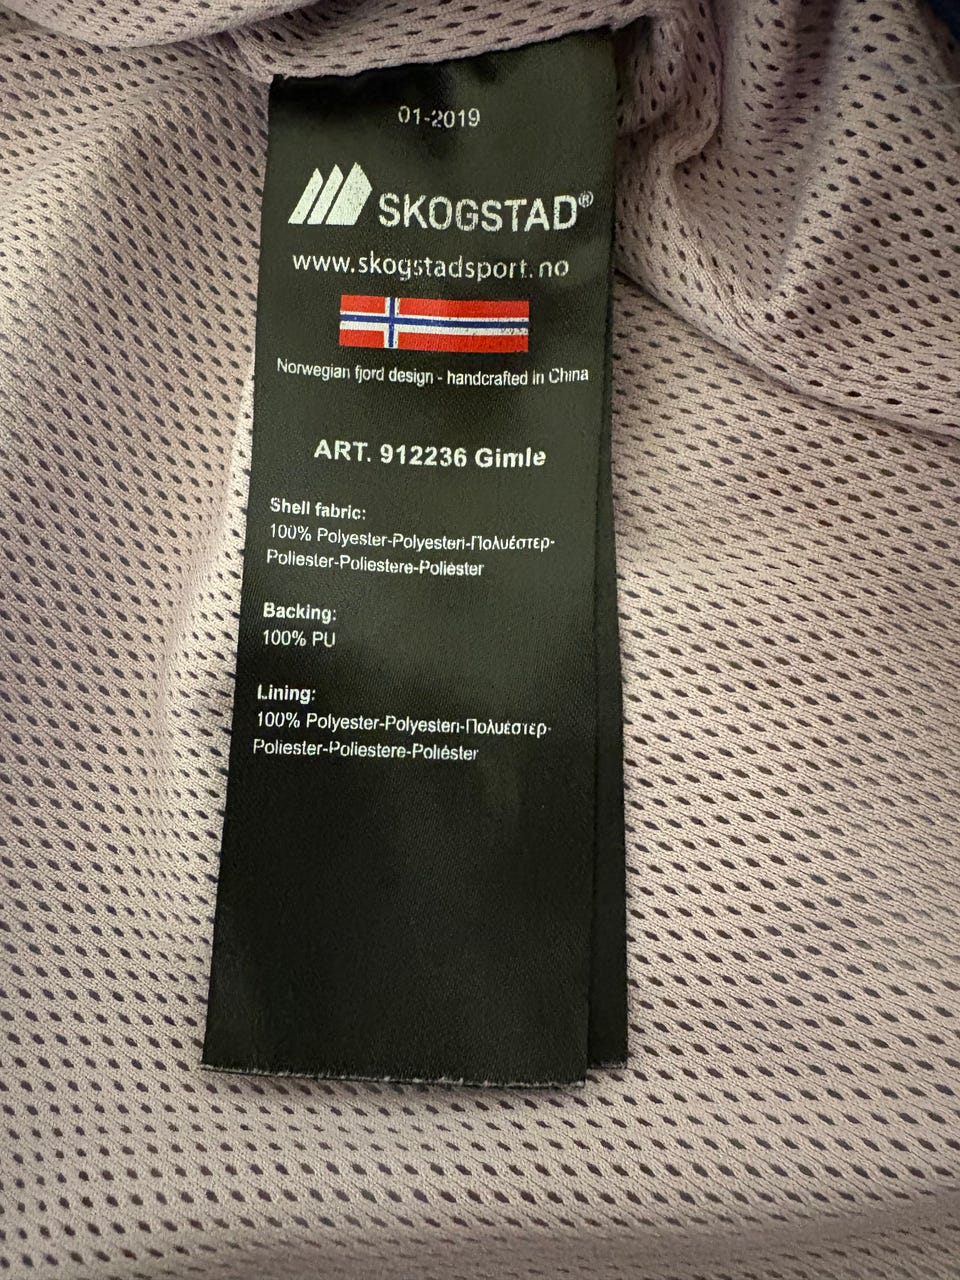 01-2019
SKOGSTAD®
www.skogstadsport.no
Norwegian fjord design - handcrafted in China
ART. 912236 Gimle
Shell fabric:
100% Polyester-Polyesteri-Πολυέστερ-
Poliester-Poliestere-Poliéster
Backing:
100% PU
Lining:
100% Polyester-Polyesteri-Πολυέστερ-
Poliester-Poliestere-Poliéster